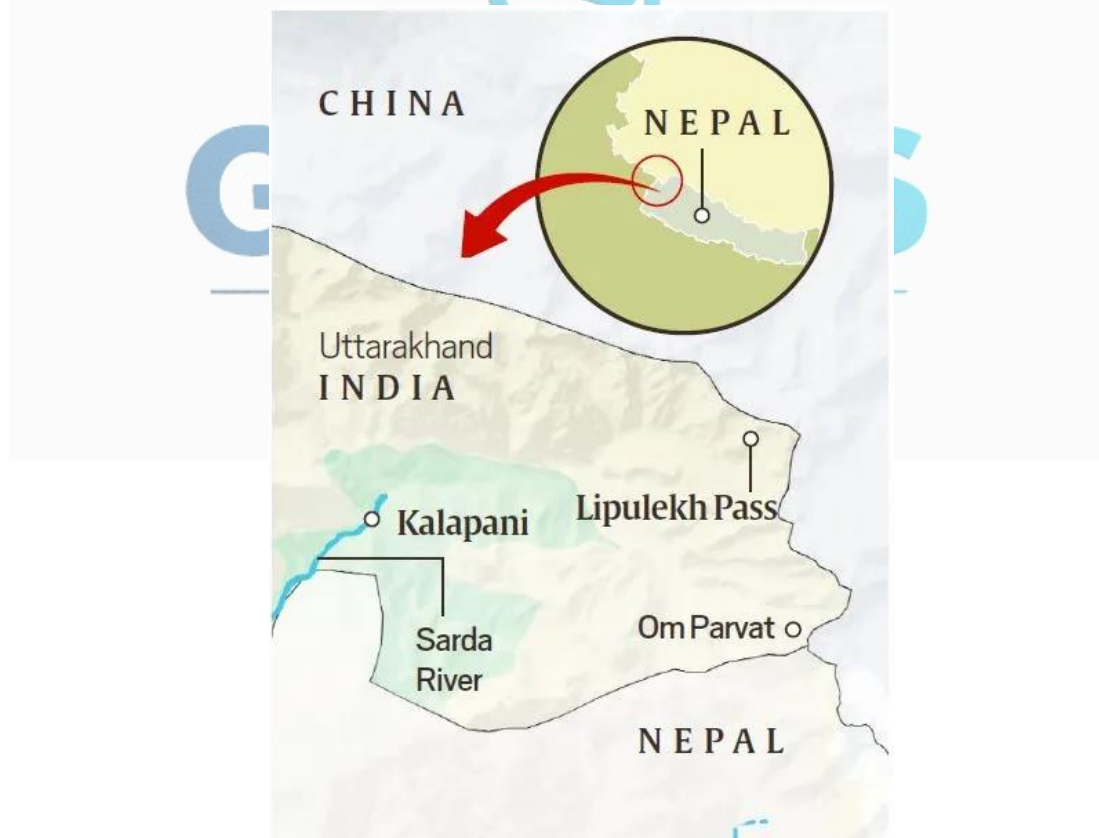 CHINA
NEPAL
Uttarakhand
INDIA
Lipulekh Pass
Kalapani
Om Parvat
Sarda
River
NEPAL